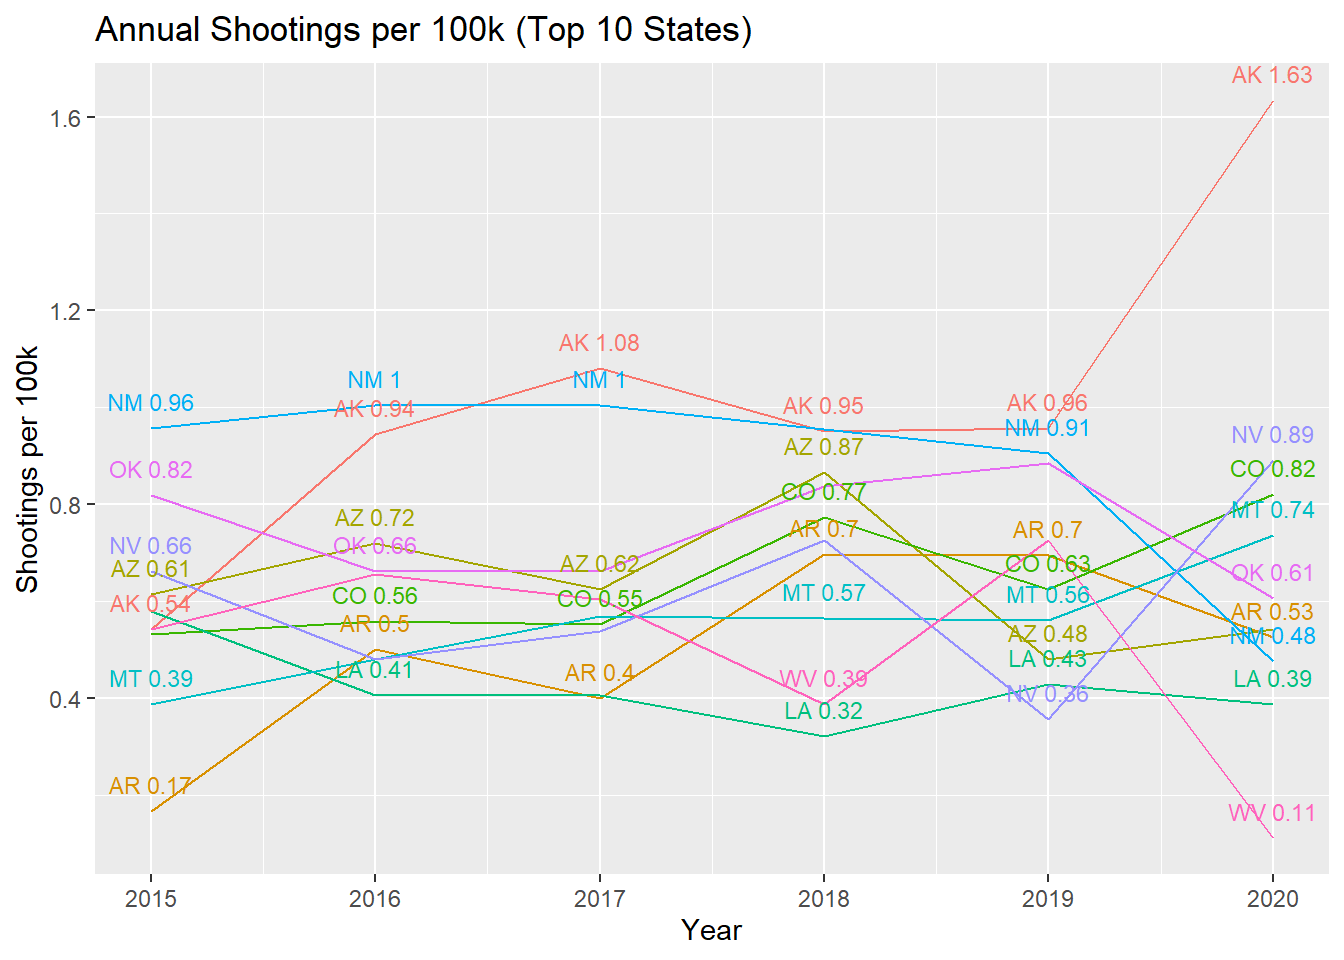 Annual Shootings per 100k (Top 10 States)
Shootings per 100k
1.6
1.2
0.8
0.4
NM 0.96
OK 0.82
NV 0.66
AZ 0.61
AK 0.54
MT 0.39
AR 0.17
NM 1
AK 0.94
AZ 0.72
OK 0.66
CO 0.56
AR 0.5
LA 0.41
AK 1.08
NM 1
AZ 0.62
CO 0.55
AR 0.4
AK 0.95
AZ 0.87
CO 0.77
AR 0.7
MT 0.57
WV 0.39
LA 0.32
AK 0.96
NM 0.91
AR 0.7
CO 0.63
MT 0.56
AZ 0.48
LA 0.43
NV 0.36
AK 1.63
NV 0.89
CO 0.82
MT 0.74
OK 0.61
AR 0.53
NM 0.48
LA 0.39
WV 0.11
2015 2016 2017 2018 2019 2020
Year